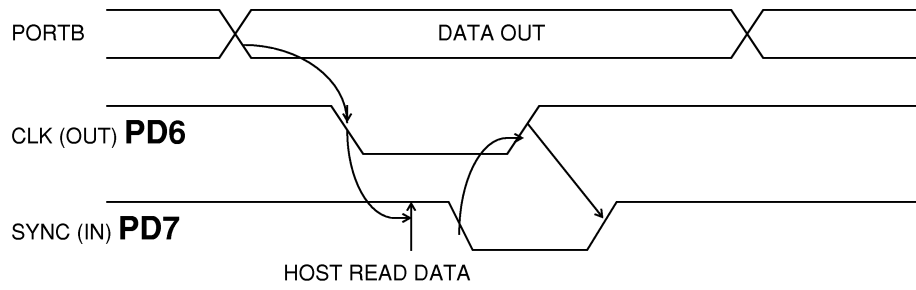 PORTB
DATA OUT
CLK (OUT) PD6
SYNC (IN) PD7
HOST READ DATA